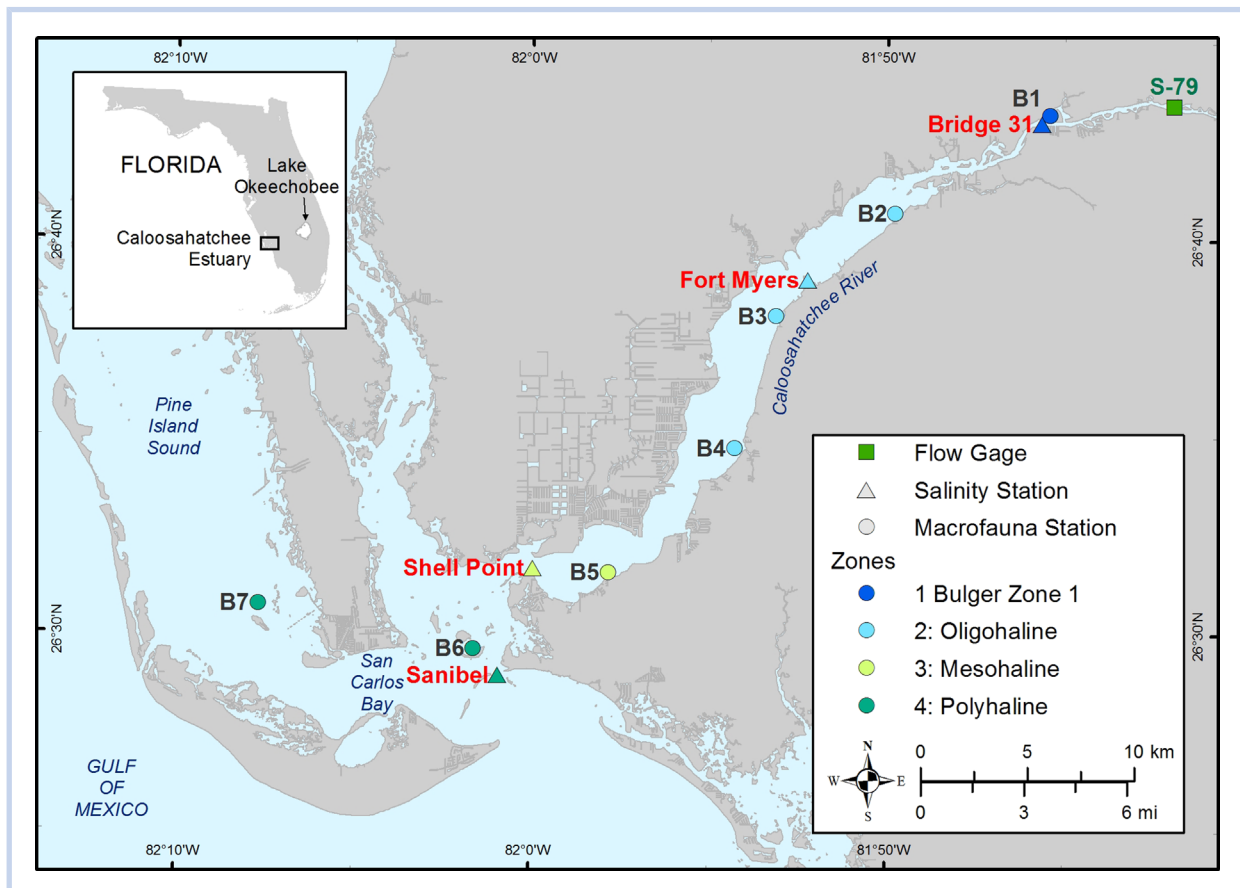 82°10'W
82°0'W
81°50'W
S-79
B1
Bridge 31
FLORIDA
Lake
Okeechobee
Caloosahatchee
Estuary
26°40'N
26°40'N
B2
Fort Myers
B3
Caloosahatchee River
Pine
Island
Sound
B4
Shell Point
B5
B7
B6
Sanibel
San
Carlos
Bay
26°30'N
26°30'N
GULF
OF
MEXICO
Flow Gage
Salinity Station
Macrofauna Station
Zones
1 Bulger Zone 1
2: Oligohaline
3: Mesohaline
4: Polyhaline
N
W E
S
0 5 10 km
0 3 6 mi
82°10'W
82°0'W
81°50'W